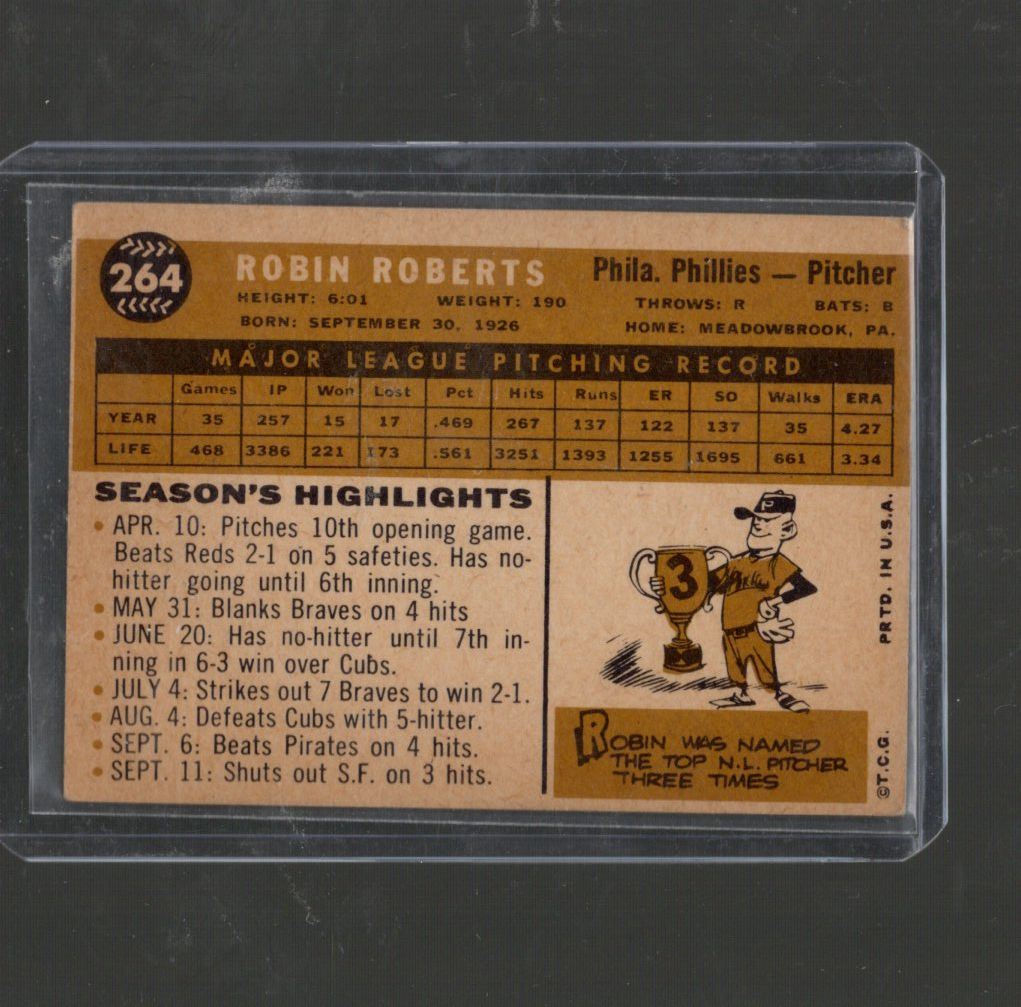 264
ROBIN ROBERTS Phila. Phillies — Pitcher
HEIGHT: 6:01 WEIGHT: 190 THROWS: R BATS: B
BORN: SEPTEMBER 30, 1926 HOME: MEADOWBROOK, PA.
MAJOR LEAGUE PITCHING RECORD
Games IP Won Lost Pct Hits Runs ER SO Walks ERA
YEAR 35 257 15 17 .469 267 137 122 137 35 4.27
LIFE 468 3386 221 173 .561 3251 1393 1255 1695 661 3.34
SEASON'S HIGHLIGHTS
• APR. 10: Pitches 10th opening game.
Beats Reds 2-1 on 5 safeties. Has no-
hitter going until 6th inning.
• MAY 31: Blanks Braves on 4 hits
• JUNE 20: Has no-hitter until 7th in-
ning in 6-3 win over Cubs.
• JULY 4: Strikes out 7 Braves to win 2-1.
• AUG. 4: Defeats Cubs with 5-hitter.
• SEPT. 6: Beats Pirates on 4 hits.
• SEPT. 11: Shuts out S.F. on 3 hits.
P
3
Phillies
ROBIN WAS NAMED
THE TOP N.L. PITCHER
THREE TIMES
PRTD. IN U.S.A.
©T.C.G.